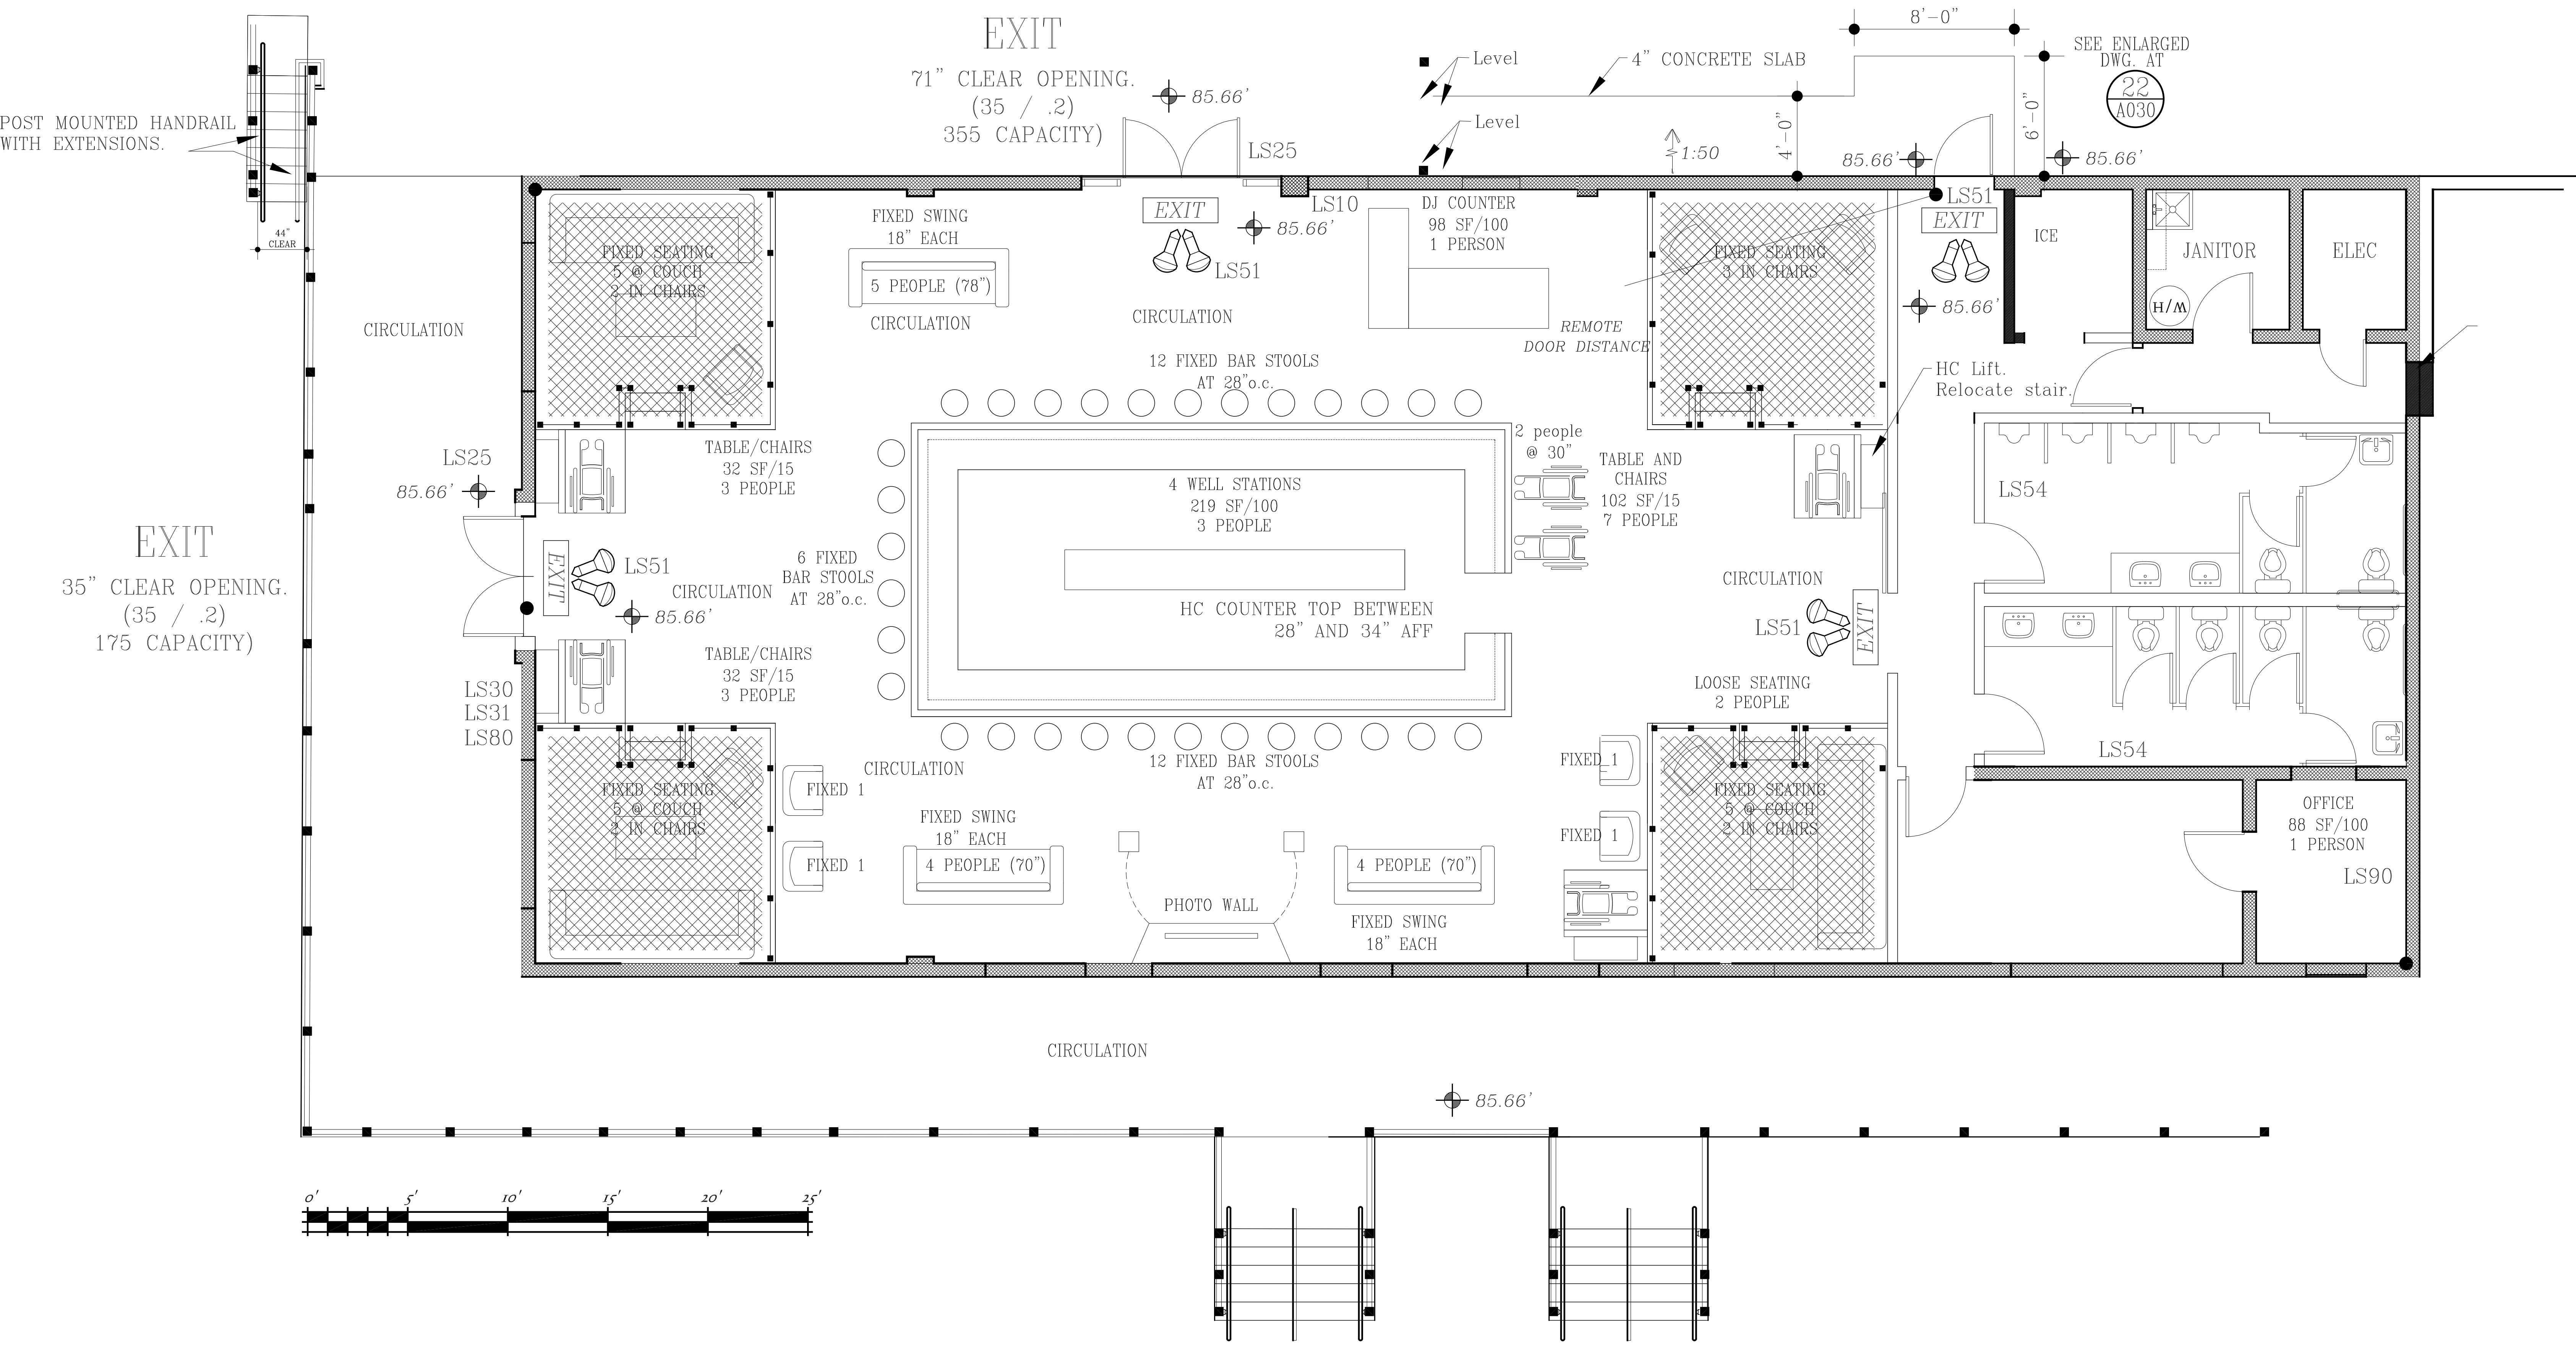 EXIT
71" CLEAR OPENING.
(35 / .2)
355 CAPACITY)
85.66'
LS25
Level
Level
4" CONCRETE SLAB
8'-0"
4'-0"
6'-0"
1:50
SEE ENLARGED
DWG. AT
22
A030
85.66'
85.66'
POST MOUNTED HANDRAIL
WITH EXTENSIONS.
44"
CLEAR
CIRCULATION
FIXED SEATING
5 @ COUCH
2 IN CHAIRS
FIXED SWING
18" EACH
5 PEOPLE (78")
CIRCULATION
EXIT
LS51
85.66'
CIRCULATION
LS10
DJ COUNTER
98 SF/100
1 PERSON
REMOTE
DOOR DISTANCE
FIXED SEATING
3 IN CHAIRS
LS51
EXIT
85.66'
ICE
JANITOR
W/H
ELEC
HC Lift.
Relocate stair.
12 FIXED BAR STOOLS
AT 28"o.c.
LS25
85.66'
TABLE/CHAIRS
32 SF/15
3 PEOPLE
EXIT
35" CLEAR OPENING.
(35 / .2)
175 CAPACITY)
EXIT
LS51
85.66'
CIRCULATION
6 FIXED
BAR STOOLS
AT 28"o.c.
4 WELL STATIONS
219 SF/100
3 PEOPLE
HC COUNTER TOP BETWEEN
28" AND 34" AFF
2 people
@ 30"
TABLE AND
CHAIRS
102 SF/15
7 PEOPLE
CIRCULATION
LS51
EXIT
LS54
LS54
TABLE/CHAIRS
32 SF/15
3 PEOPLE
LS30
LS31
LS80
LOOSE SEATING
2 PEOPLE
FIXED SEATING
5 @ COUCH
2 IN CHAIRS
FIXED 1
FIXED 1
CIRCULATION
FIXED SWING
18" EACH
4 PEOPLE (70")
12 FIXED BAR STOOLS
AT 28"o.c.
PHOTO WALL
4 PEOPLE (70")
FIXED SWING
18" EACH
FIXED 1
FIXED 1
FIXED SEATING
5 @ COUCH
2 IN CHAIRS
OFFICE
88 SF/100
1 PERSON
LS90
CIRCULATION
85.66'
0' 5' 10' 15' 20' 25'